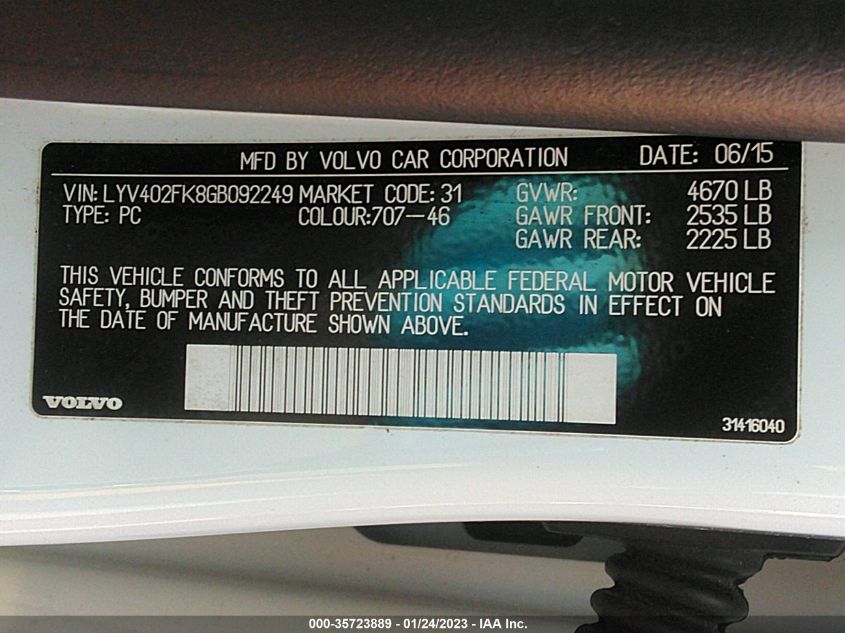 MFD BY VOLVO CAR CORPORATION DATE: 06/15
VIN: LYV402FK8GB092249 MARKET CODE: 31 GVWR: 4670 LB
TYPE: PC COLOUR:707-46 GAWR FRONT: 2535 LB
GAWR REAR: 2225 LB
THIS VEHICLE CONFORMS TO ALL APPLICABLE FEDERAL MOTOR VEHICLE
SAFETY, BUMPER AND THEFT PREVENTION STANDARDS IN EFFECT ON
THE DATE OF MANUFACTURE SHOWN ABOVE.
VOLVO
31416040
000-35723889 - 01/24/2023 - IAA Inc.